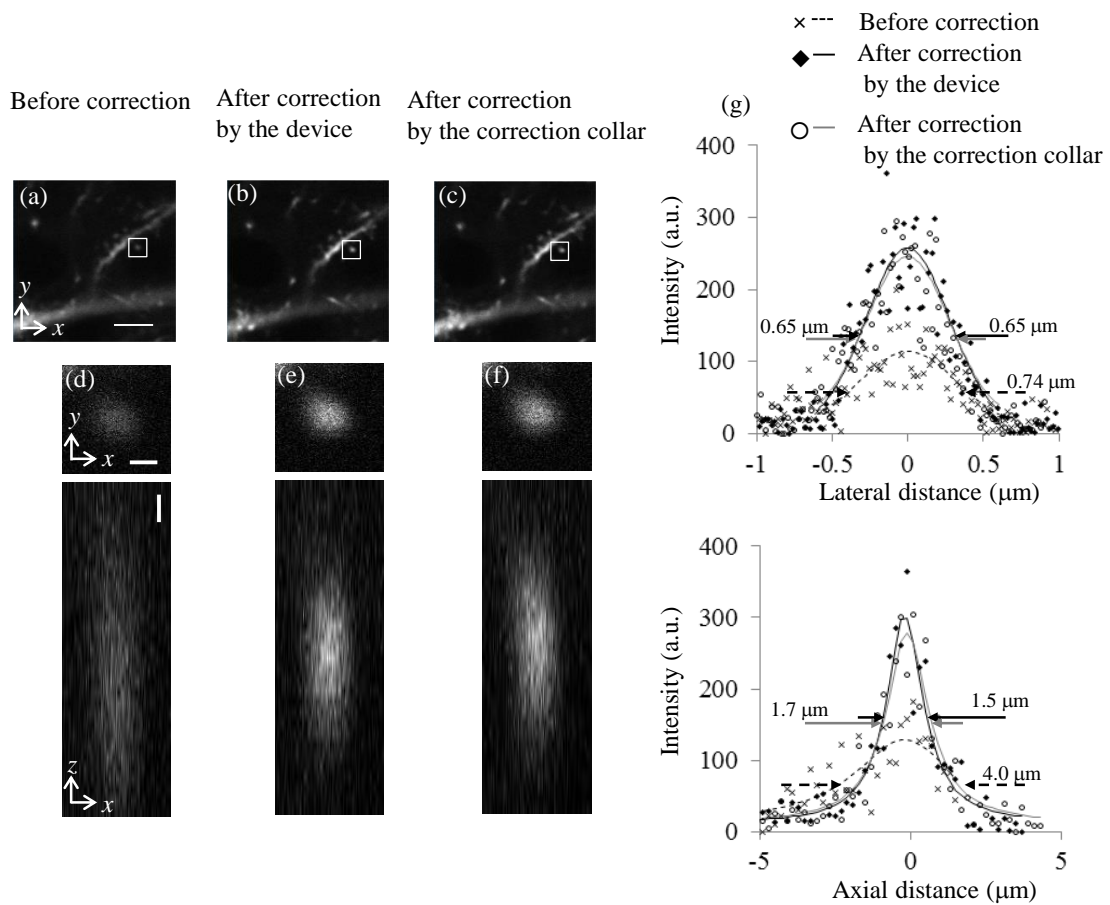 Before correction
After correction
by the device
After correction
by the correction collar
(a)
(b)
(c)
y
x
(d)
(e)
(f)
y
x
z
x
× Before correction
After correction
by the device
After correction
by the correction collar
(g)
400
300
200
100
0
Intensity (a.u.)
0.65 μm
0.65 μm
0.74 μm
-1
-0.5
0
0.5
1
Lateral distance (μm)
400
300
200
100
0
Intensity (a.u.)
1.7 μm
1.5 μm
4.0 μm
-5
0
5
Axial distance (μm)